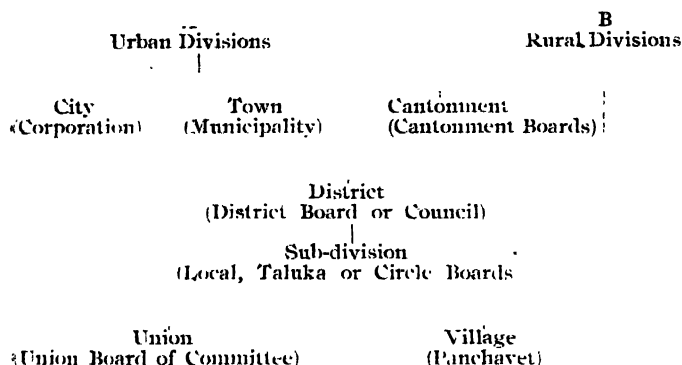 B
Urban Divisions Rural Divisions
City Town Cantonment
(Corporation) (Municipality) (Cantonment Boards)
District
(District Board or Council)
Sub-division
(Local, Taluka or Circle Boards
Union Village
(Union Board of Committee) (Panchayet)